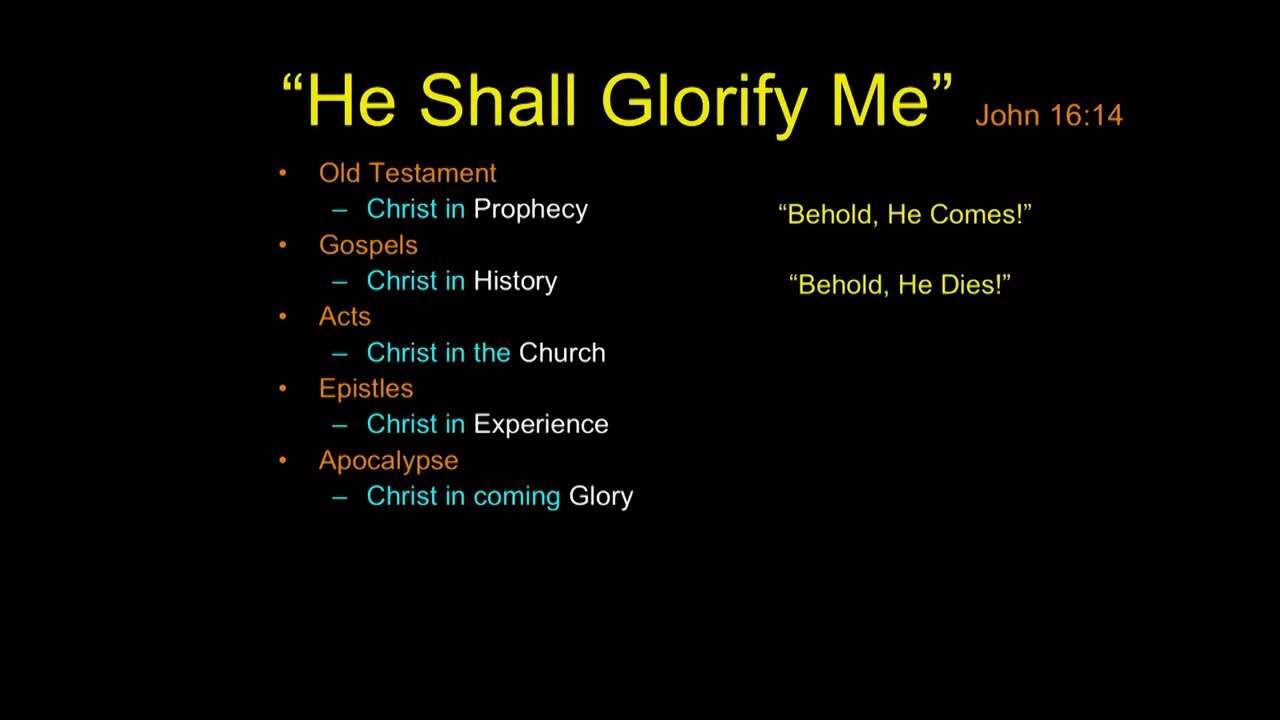 “He Shall Glorify Me” John 16:14
• Old Testament
– Christ in Prophecy “Behold, He Comes!”
• Gospels
– Christ in History “Behold, He Dies!”
• Acts
– Christ in the Church
• Epistles
– Christ in Experience
• Apocalypse
– Christ in coming Glory